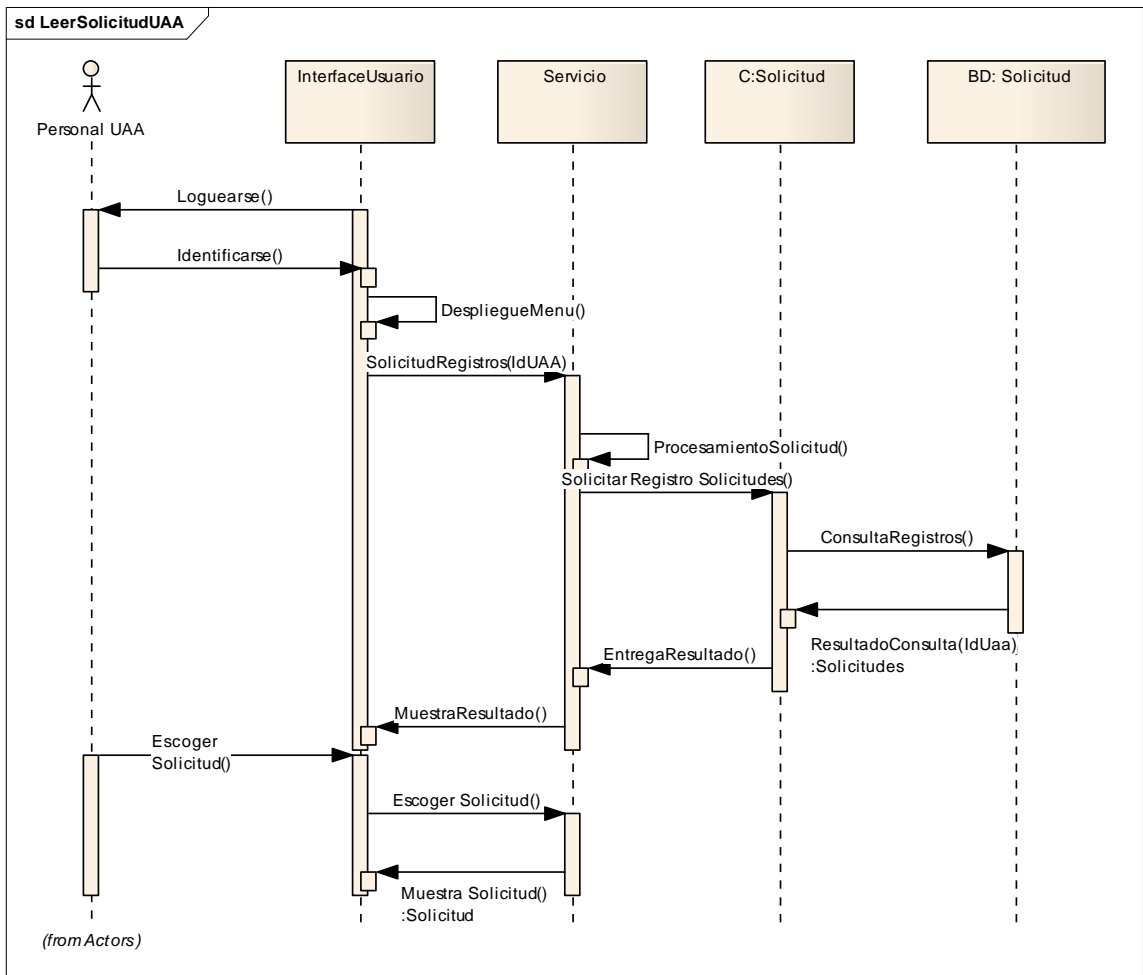 sd LeerSolicitudUAA
InterfaceUsuario
Servicio
C:Solicitud
BD: Solicitud
Personal UAA
Loguearse()
Identificarse()
DespliegueMenu()
SolicitudRegistros(IdUAA)
ProcesamientoSolicitud()
Solicitar Registro Solicitudes()
ConsultaRegistros()
ResultadoConsulta(IdUaa)
:Solicitudes
EntregaResultado()
MuestraResultado()
Escoger
Solicitud()
Escoger Solicitud()
Muestra Solicitud()
:Solicitud
(from Actors)